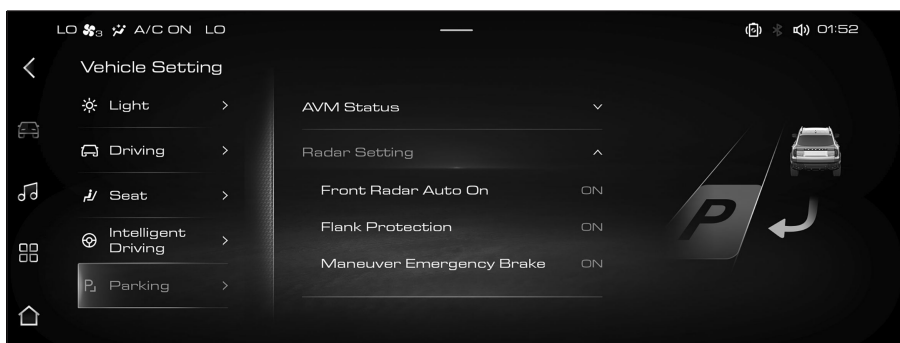 LO 3 A/C ON LO
01:52
Vehicle Setting
Light
Driving
Seat
Intelligent
Driving
Parking
AVM Status
Radar Setting
Front Radar Auto On ON
Flank Protection ON
Maneuver Emergency Brake ON
P